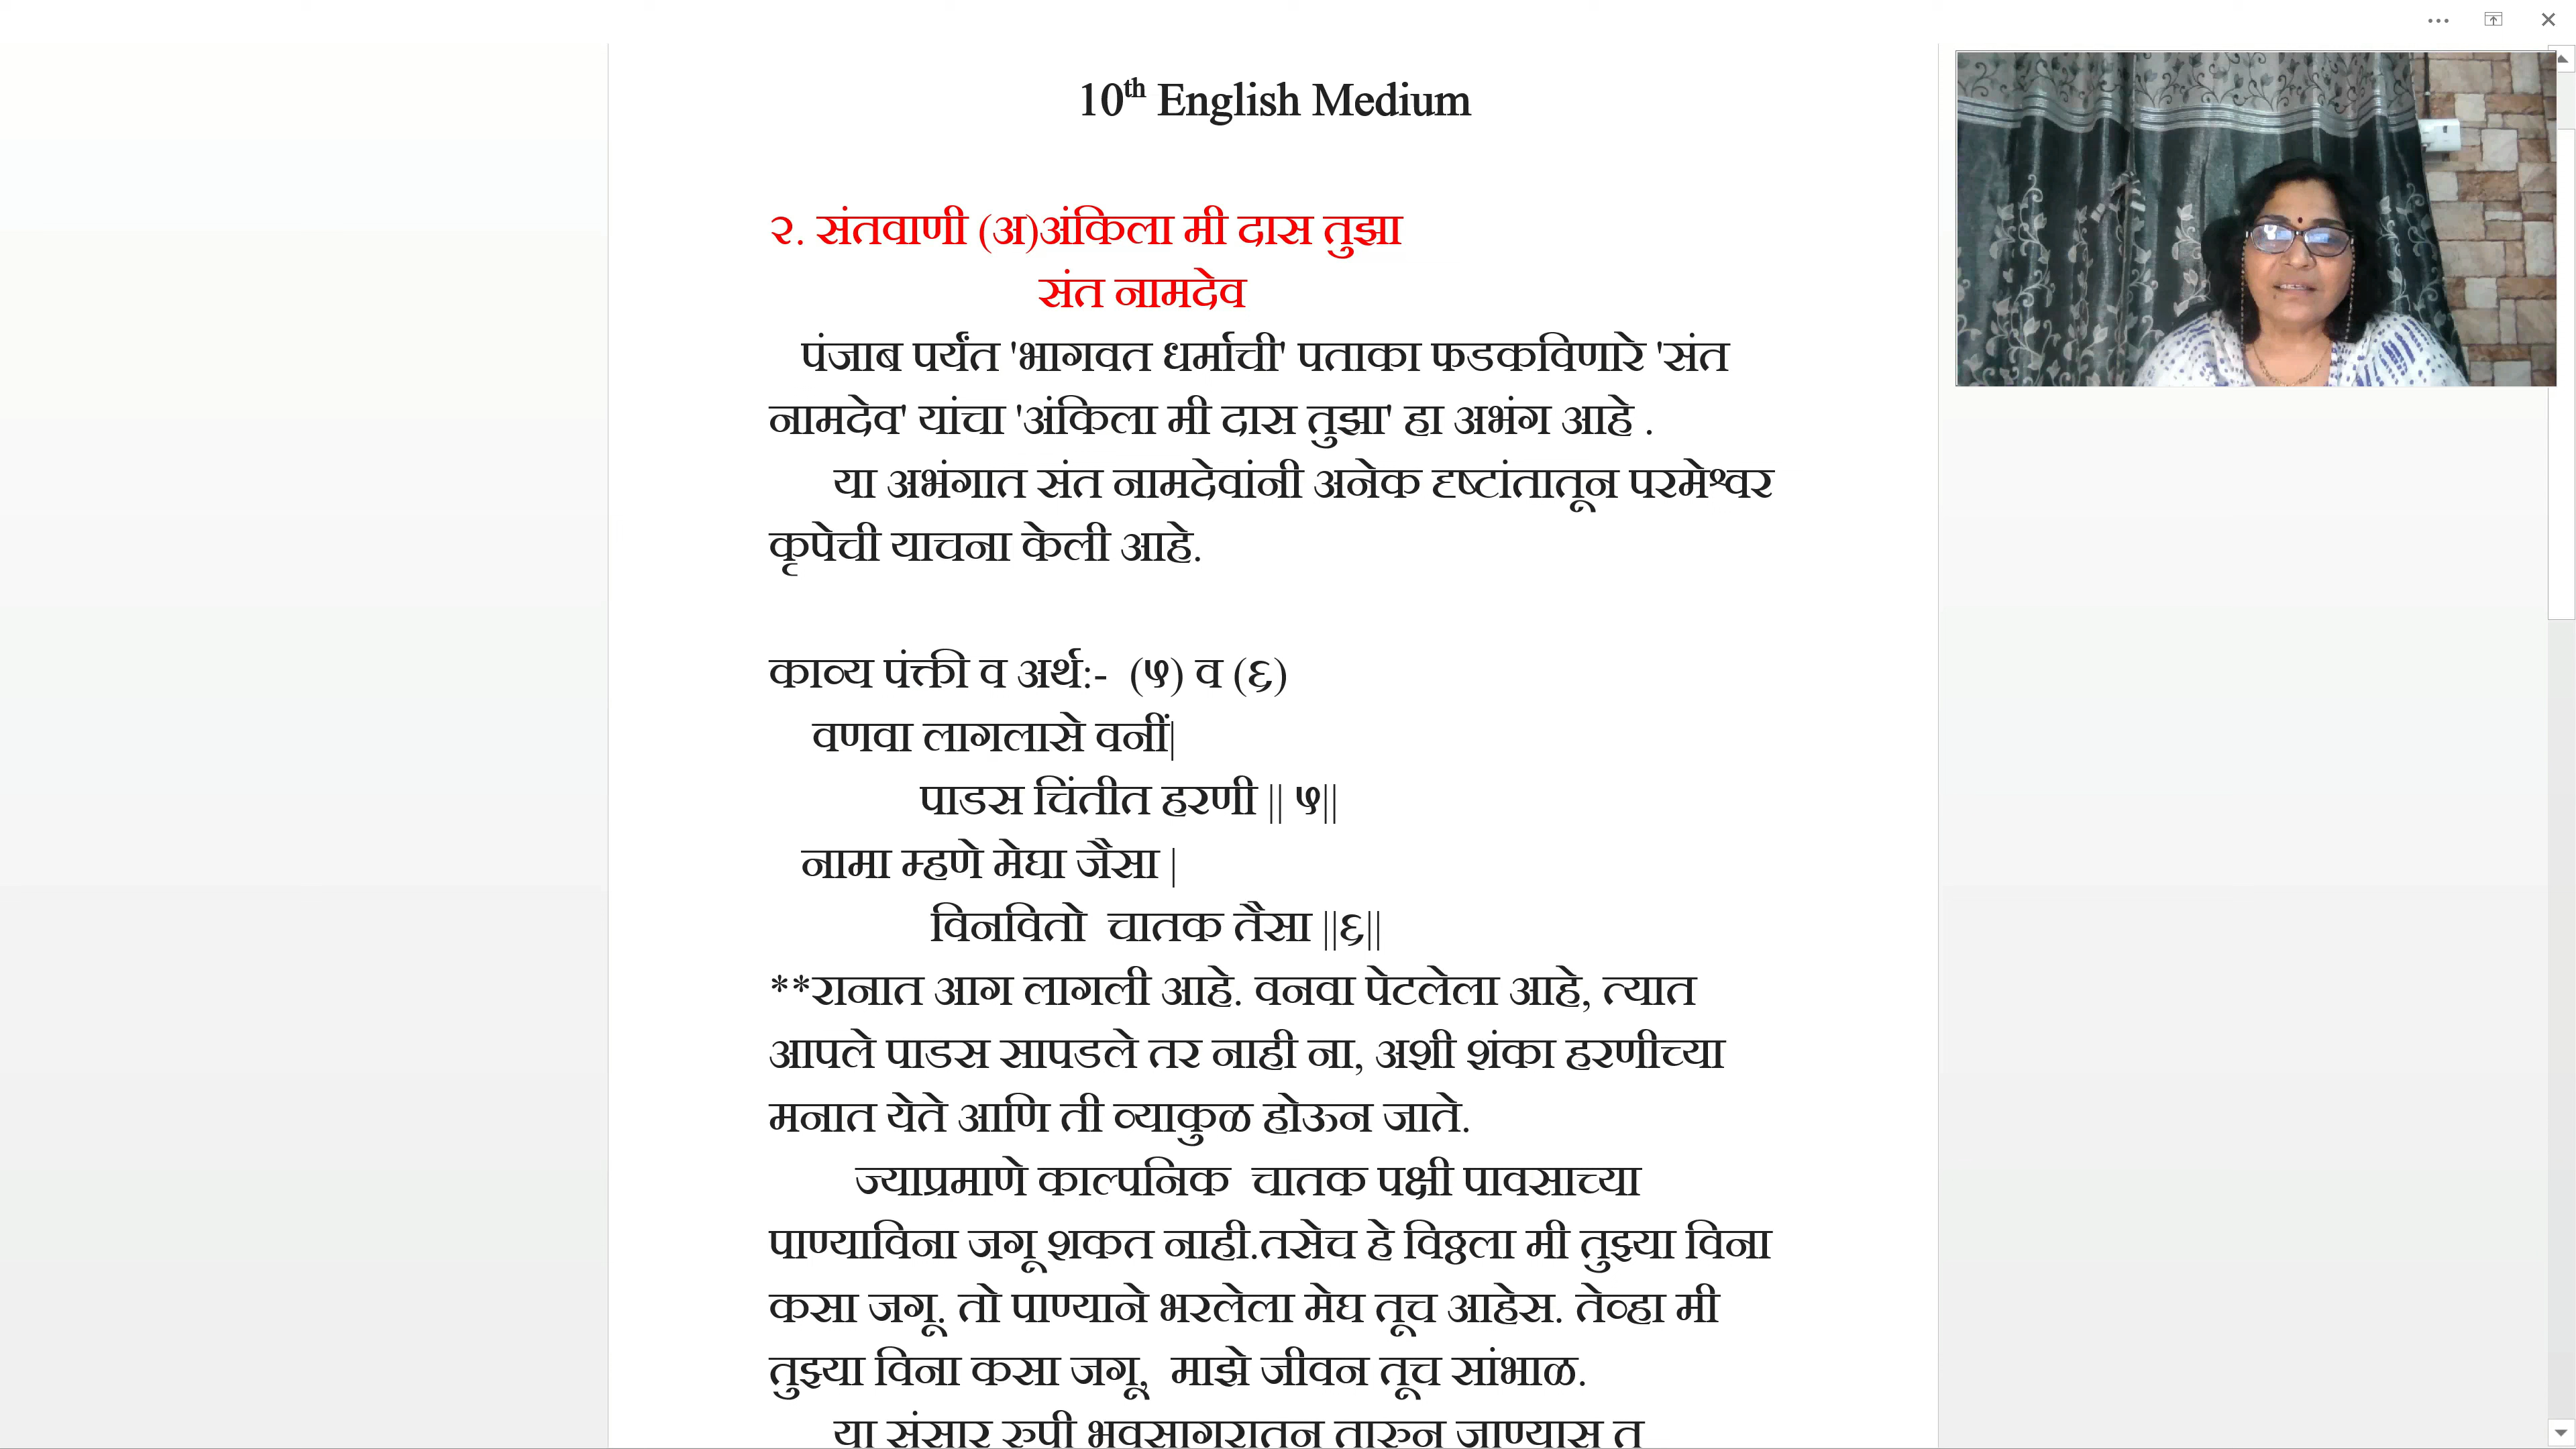 10th English Medium
२. संतवाणी (अ)अंकिला मी दास तुझा
संत नामदेव
पंजाब पर्यंत 'भागवत धर्माची' पताका फडकविणारे 'संत
नामदेव' यांचा 'अंकिला मी दास तुझा' हा अभंग आहे .
या अभंगात संत नामदेवांनी अनेक दृष्टांतातून परमेश्वर
कृपेची याचना केली आहे.
काव्य पंक्ती व अर्थ:- (५) व (६)
वणवा लागलासे वनीं|
पाडस चिंतीत हरणी || ५||
नामा म्हणे मेघा जैसा |
विनवितो चातक तैसा ||६||
**रानात आग लागली आहे. वनवा पेटलेला आहे, त्यात
आपले पाडस सापडले तर नाही ना, अशी शंका हरणीच्या
मनात येते आणि ती व्याकुळ होऊन जाते.
ज्याप्रमाणे काल्पनिक चातक पक्षी पावसाच्या
पाण्याविना जगू शकत नाही.तसेच हे विठ्ठला मी तुझ्या विना
कसा जगू. तो पाण्याने भरलेला मेघ तूच आहेस. तेव्हा मी
तुझ्या विना कसा जगू, माझे जीवन तूच सांभाळ.
या संसार रुपी भवसागरातून तारुन जाण्यास तू